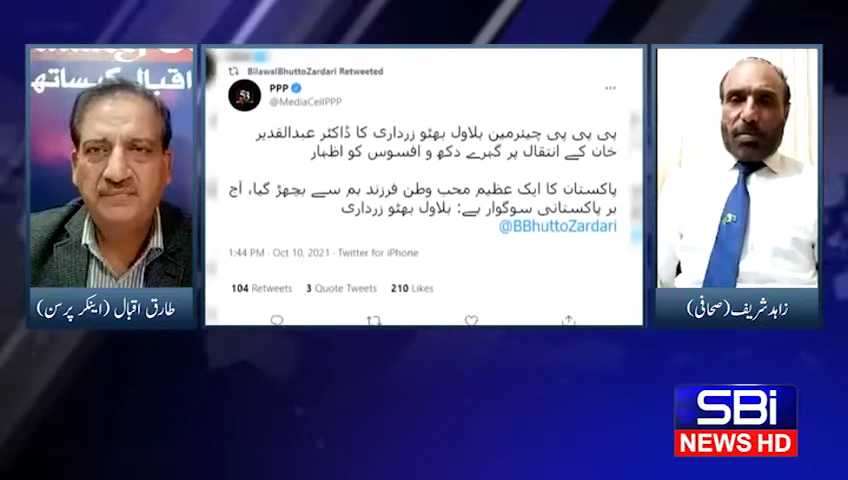 اقبال کیساتھ
BilawalBhuttoZardari Retweeted
PPP
@MediaCellPPP
پی پی پی چیئرمین بلاول بھٹو زرداری کا ڈاکٹر عبدالقدیر
خان کے انتقال پر گہرے دکھ و افسوس کو اظہار
پاکستان کا ایک عظیم محب وطن فرزند ہم سے بچھڑ گیا، آج
ہر پاکستانی سوگوار ہے: بلاول بھٹو زرداری
@BBhuttoZardari
1:44 PM · Oct 10, 2021 · Twitter for iPhone
104 Retweets 3 Quote Tweets 210 Likes
طارق اقبال (اینکر پرسن)
زاہد شریف (صحافی)
SBi
NEWS HD